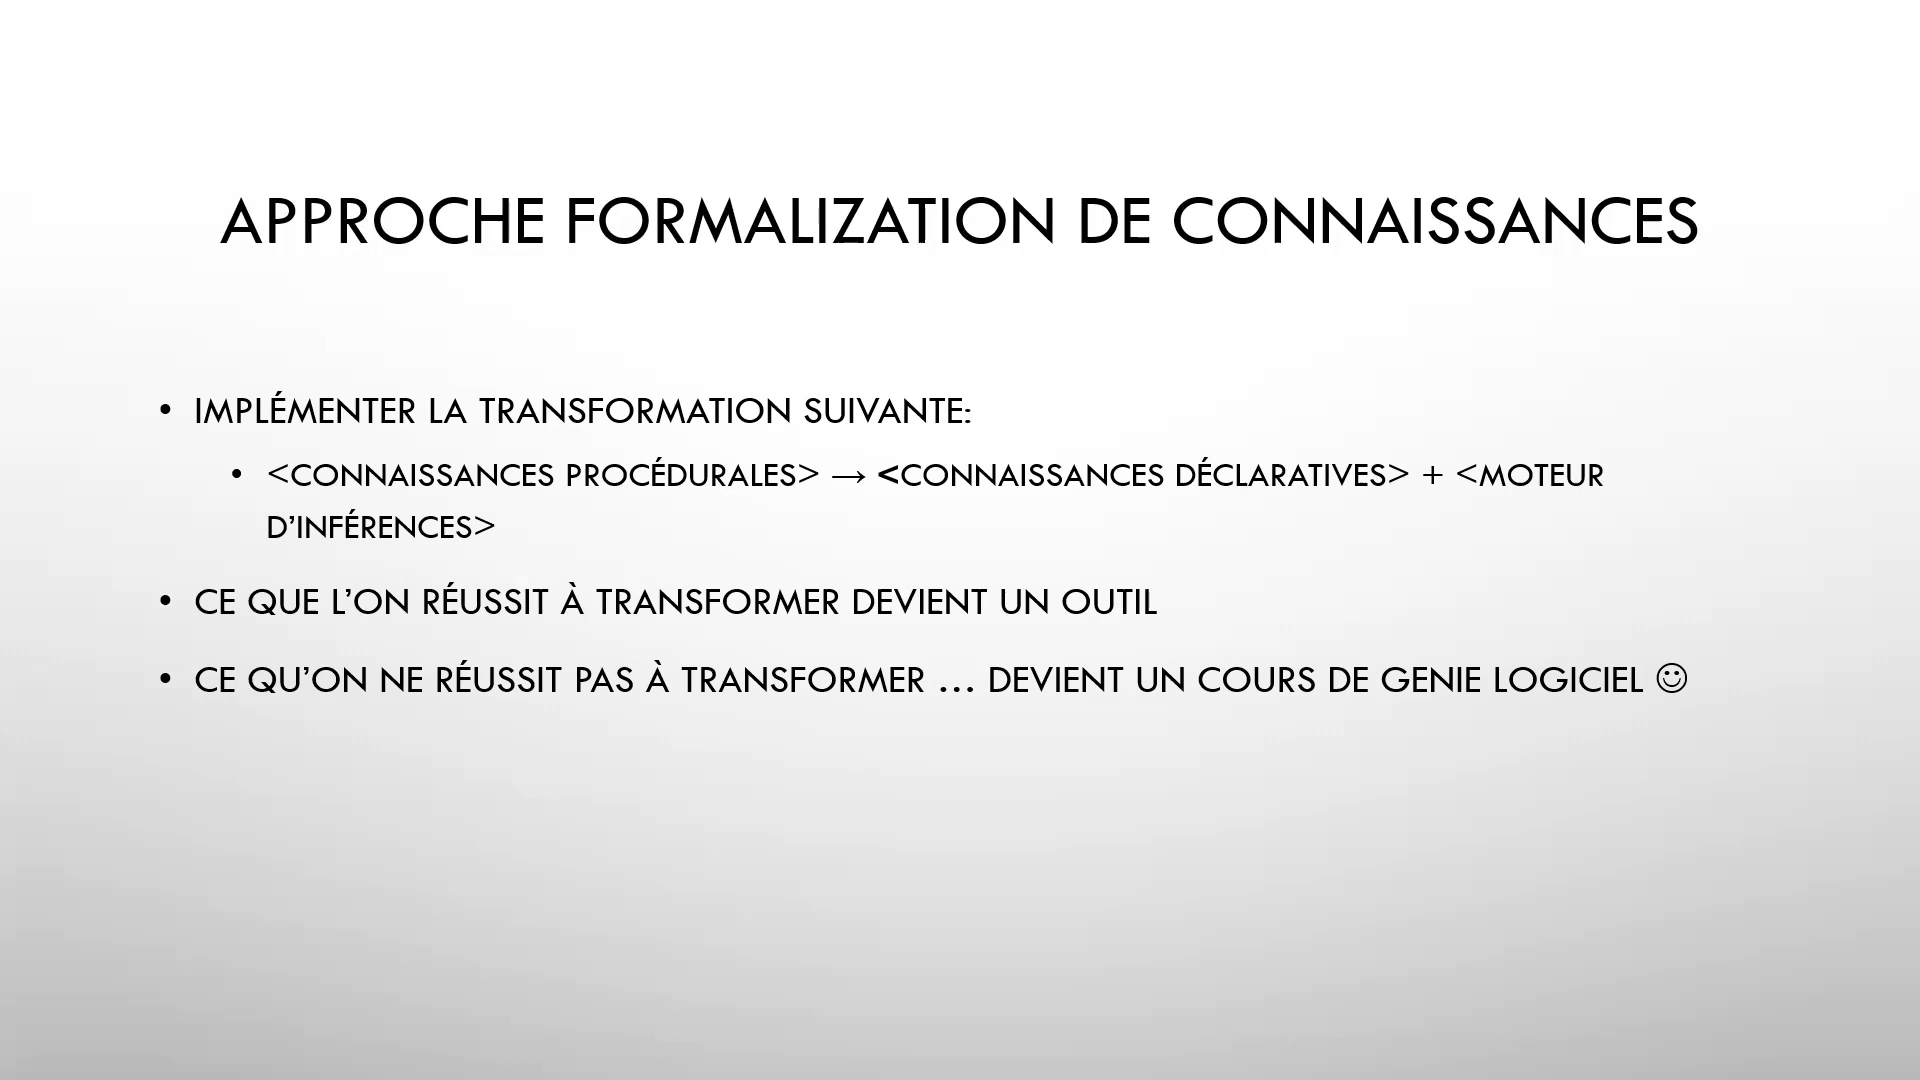 APPROCHE FORMALIZATION DE CONNAISSANCES
• IMPLÉMENTER LA TRANSFORMATION SUIVANTE:
• <CONNAISSANCES PROCÉDURALES> → <CONNAISSANCES DÉCLARATIVES> + <MOTEUR
D’INFÉRENCES>
• CE QUE L’ON RÉUSSIT À TRANSFORMER DEVIENT UN OUTIL
• CE QU’ON NE RÉUSSIT PAS À TRANSFORMER … DEVIENT UN COURS DE GENIE LOGICIEL ☺